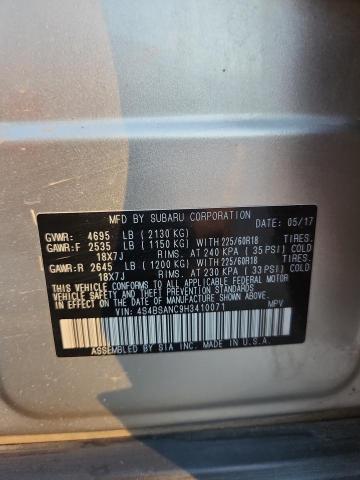 MFD BY SUBARU CORPORATION DATE: 05/17
GVWR: 4695 LB (2130 KG)
GAWR:F 2535 LB (1150 KG) WITH 225/60R18 TIRES.
18X7J RIMS. AT 240 KPA (35 PSI) COLD
GAWR:R 2645 LB (1200 KG) WITH 225/60R18 TIRES.
18X7J RIMS. AT 230 KPA (33 PSI) COLD
THIS VEHICLE CONFORMS TO ALL APPLICABLE FEDERAL MOTOR
VEHICLE SAFETY STANDARDS IN EFFECT ON THE DATE OF
MANUFACTURE SHOWN ABOVE.
VIN: 4S4BSANC9H3410071 MPV
ASSEMBLED BY SIA INC. MADE IN U.S.A.